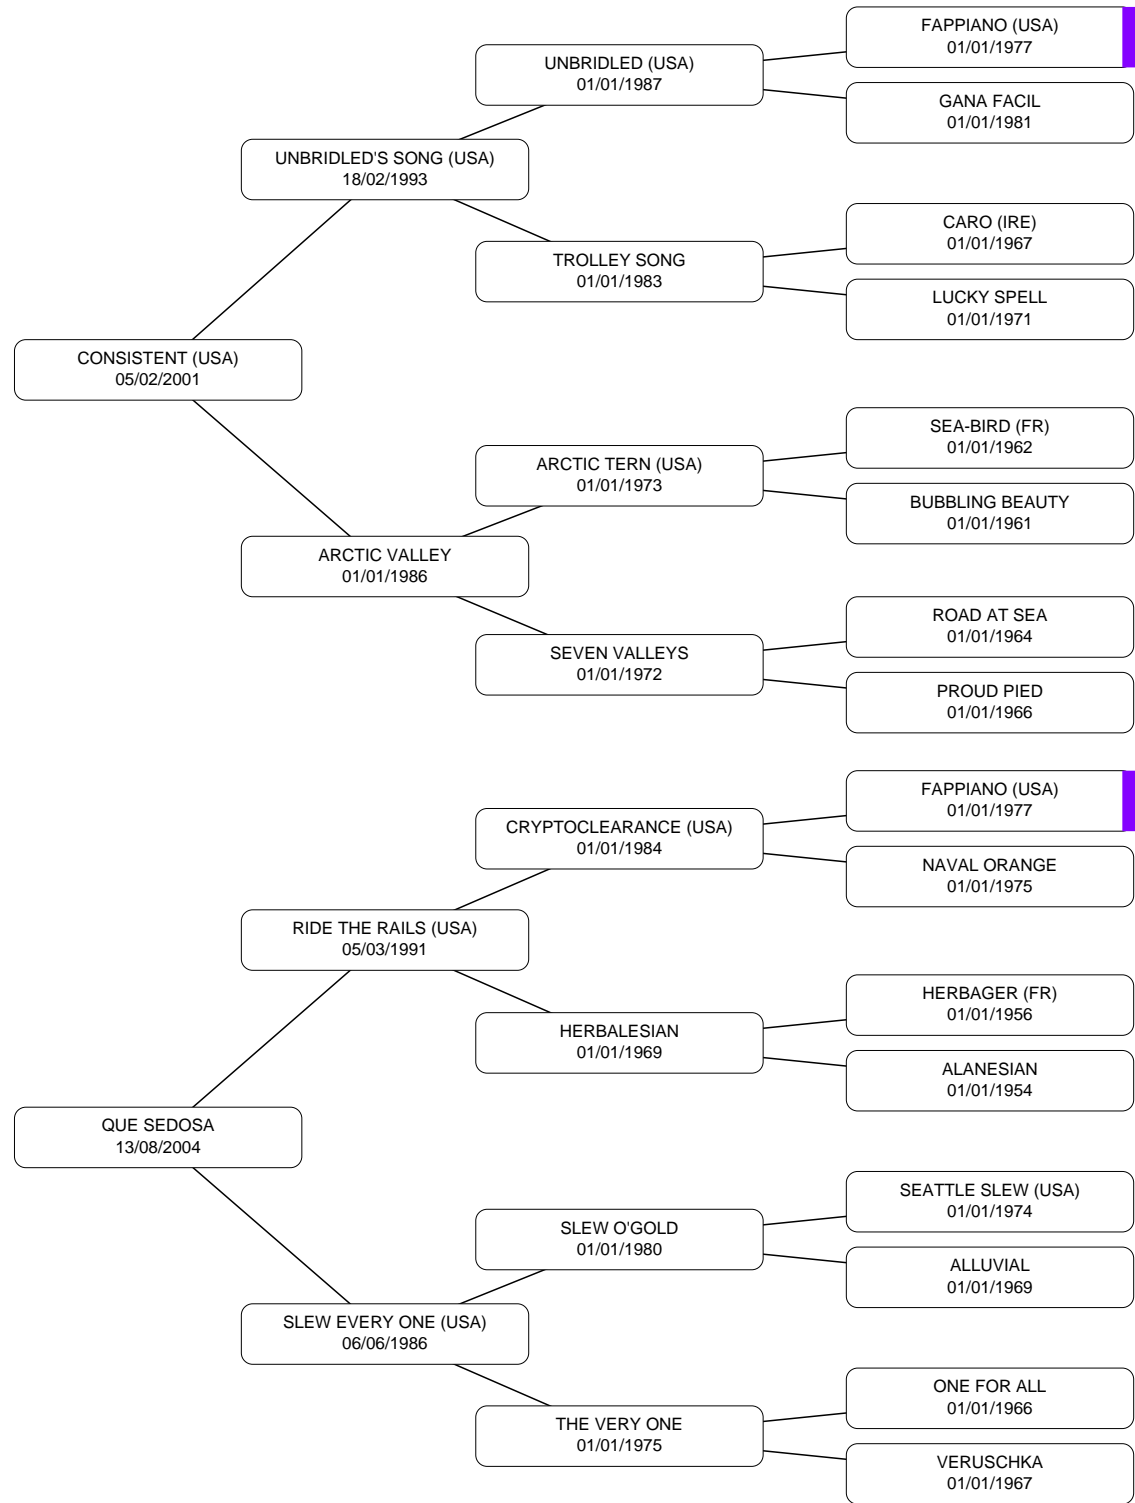 FAPPIANO (USA)
01/01/1977
UNBRIDLED (USA)
01/01/1987
GANA FACIL
01/01/1981
UNBRIDLED'S SONG (USA)
18/02/1993
CARO (IRE)
01/01/1967
TROLLEY SONG
01/01/1983
LUCKY SPELL
01/01/1971
CONSISTENT (USA)
05/02/2001
SEA-BIRD (FR)
01/01/1962
ARCTIC TERN (USA)
01/01/1973
BUBBLING BEAUTY
01/01/1961
ARCTIC VALLEY
01/01/1986
ROAD AT SEA
01/01/1964
SEVEN VALLEYS
01/01/1972
PROUD PIED
01/01/1966
FAPPIANO (USA)
01/01/1977
CRYPTOCLEARANCE (USA)
01/01/1984
NAVAL ORANGE
01/01/1975
RIDE THE RAILS (USA)
05/03/1991
HERBAGER (FR)
01/01/1956
HERBALESIAN
01/01/1969
ALANESIAN
01/01/1954
QUE SEDOSA
13/08/2004
SEATTLE SLEW (USA)
01/01/1974
SLEW O'GOLD
01/01/1980
ALLUVIAL
01/01/1969
SLEW EVERY ONE (USA)
06/06/1986
ONE FOR ALL
01/01/1966
THE VERY ONE
01/01/1975
VERUSCHKA
01/01/1967